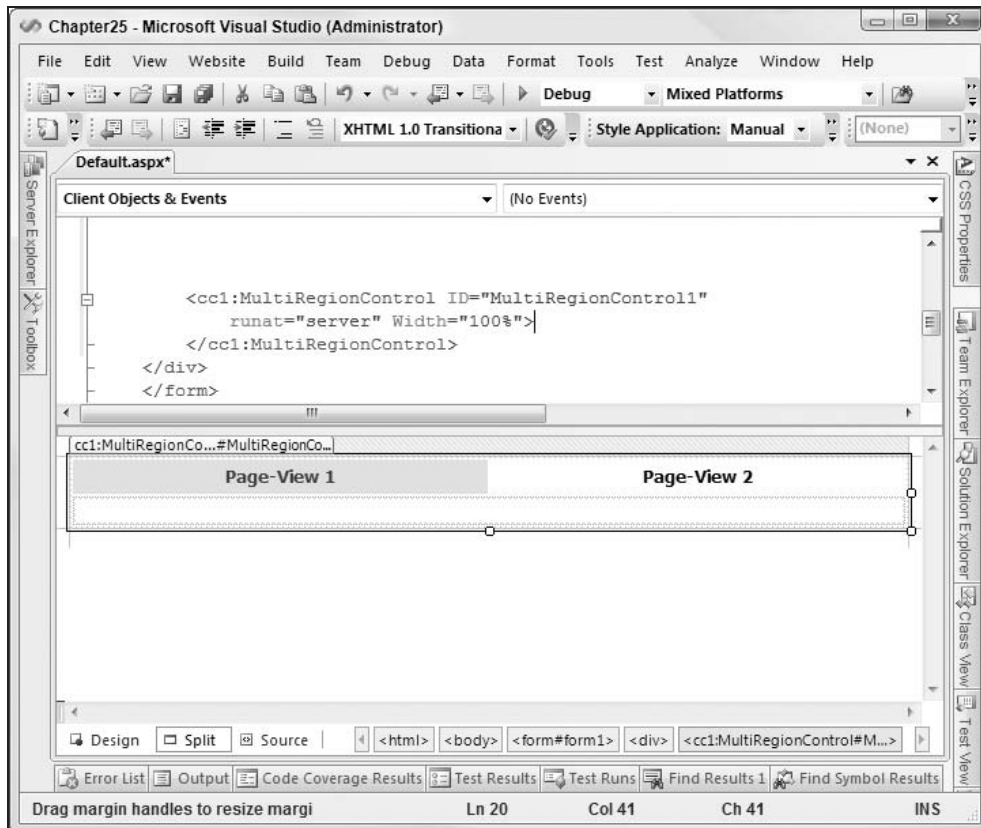 Chapter25 - Microsoft Visual Studio (Administrator)
File Edit View Website Build Team Debug Data Format Tools Test Analyze Window Help
Debug Mixed Platforms
XHTML 1.0 Transitiona Style Application: Manual (None)
Default.aspx*
Client Objects & Events (No Events)
<cc1:MultiRegionControl ID="MultiRegionControl1"
runat="server" Width="100%">
</cc1:MultiRegionControl>
</div>
</form>
cc1:MultiRegionCo...#MultiRegionCo...
Page-View 1 Page-View 2
Design Split Source <html> <body> <form#form1> <div> <cc1:MultiRegionControl#M...>
Error List Output Code Coverage Results Test Results Test Runs Find Results 1 Find Symbol Results
Drag margin handles to resize margi Ln 20 Col 41 Ch 41 INS
Server Explorer
Toolbox
CSS Properties
Team Explorer
Solution Explorer
Class View
Test View